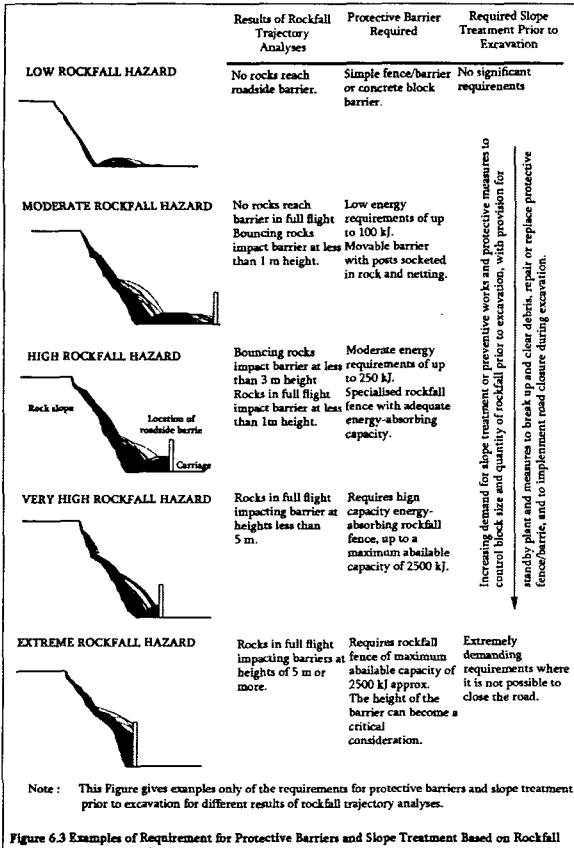 Results of Rockfall
Trajectory
Analyses
Protective Barrier
Required
Required Slope
Treatment Prior to
Excavation
LOW ROCKFALL HAZARD
No rocks reach
roadside barrier.
Simple fence/barrier
or concrete block
barrier.
No significant
requirenents
MODERATE ROCKFALL HAZARD
No rocks reach
barrier in full flight
Bouncing rocks
impact barrier at less
than 1 m height.
Low energy
requirements of up
to 100 kJ.
Movable barrier
with posts socketed
in rock and netting.
HIGH ROCKFALL HAZARD
Rock slope
Location of
roadside barrie
Carriage
Bouncing rocks
impact barrier at less
than 3 m height
Rocks in full flight
impact barrier at less
than 1m height.
Moderate energy
requirements of up
to 250 kJ.
Specialised rockfall
fence with adequate
energy-absorbing
capacity.
VERY HIGH ROCKFALL HAZARD
Rocks in full flight
impacting barrier at
heights less than
5 m.
Requires hign
capacity energy-
absorbing rockfall
fence, up to a
maximum abailable
capacity of 2500 kJ.
Increasing demand for slope treatment or preventive works and protective measures to
control block size and quantity of rockfall prior to excavation, with provision for
standby plant and measures to break up and clear debris, repair or replace protective
fence/barrie, and to implenment road closure during excavation.
EXTREME ROCKFALL HAZARD
Rocks in full flight
impacting barriers at
heights of 5 m or
more.
Requires rockfall
fence of maximum
abailable capacity of
2500 kJ approx.
The height of the
barrier can become a
critical
consideration.
Extremely
demanding
requirements where
it is not possible to
close the road.
Note : This Figure gives examples only of the requirements for protective barriers and slope treatment
prior to excavation for different results of rockfall trajectory analyses.
Figure 6.3 Examples of Requirement for Protective Barriers and Slope Treatment Based on Rockfall